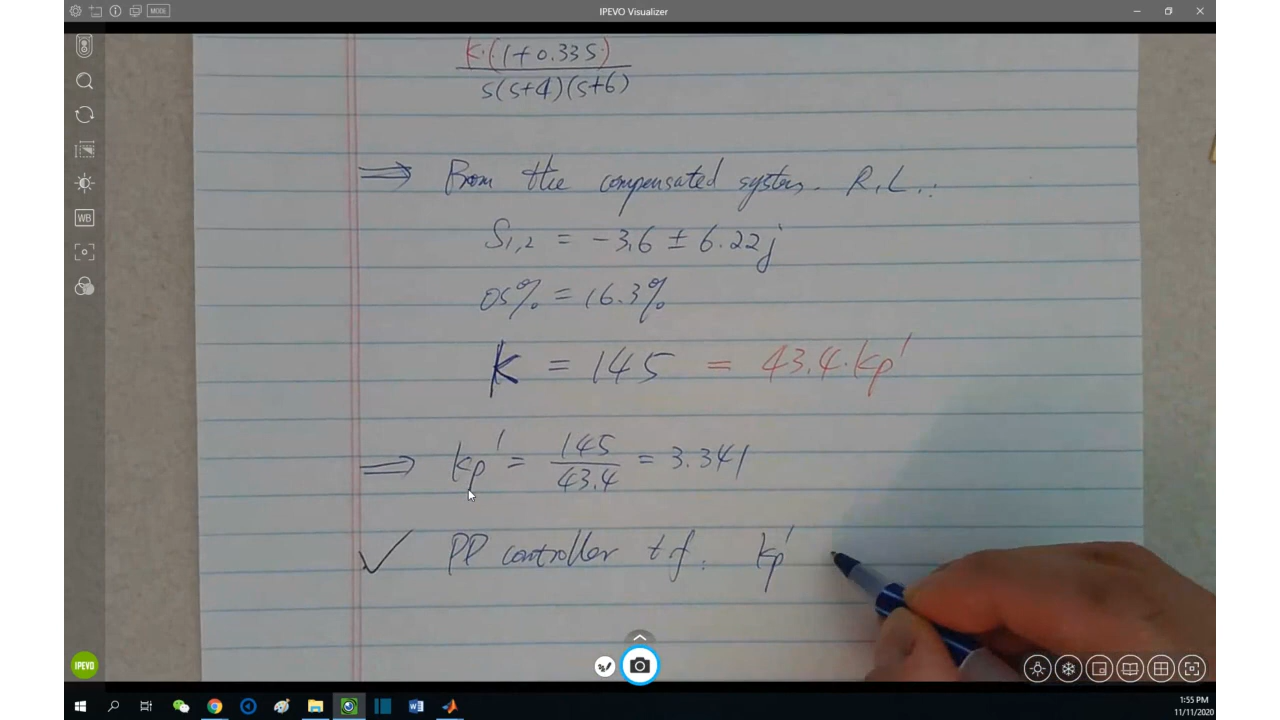 IPEVO Visualizer
MODE
K·(1+0.33S)
S(S+4)(S+6)
⟹ From the compensated system. R.L.:
S1,2 = -3.6 ± 6.22j
OS% = 16.3%
K = 145 = 43.4·Kp'
⟹ Kp' = 145/43.4 = 3.341
✓ PD controller t f. Kp'
WB
IPEVO
1:55 PM
11/11/2020